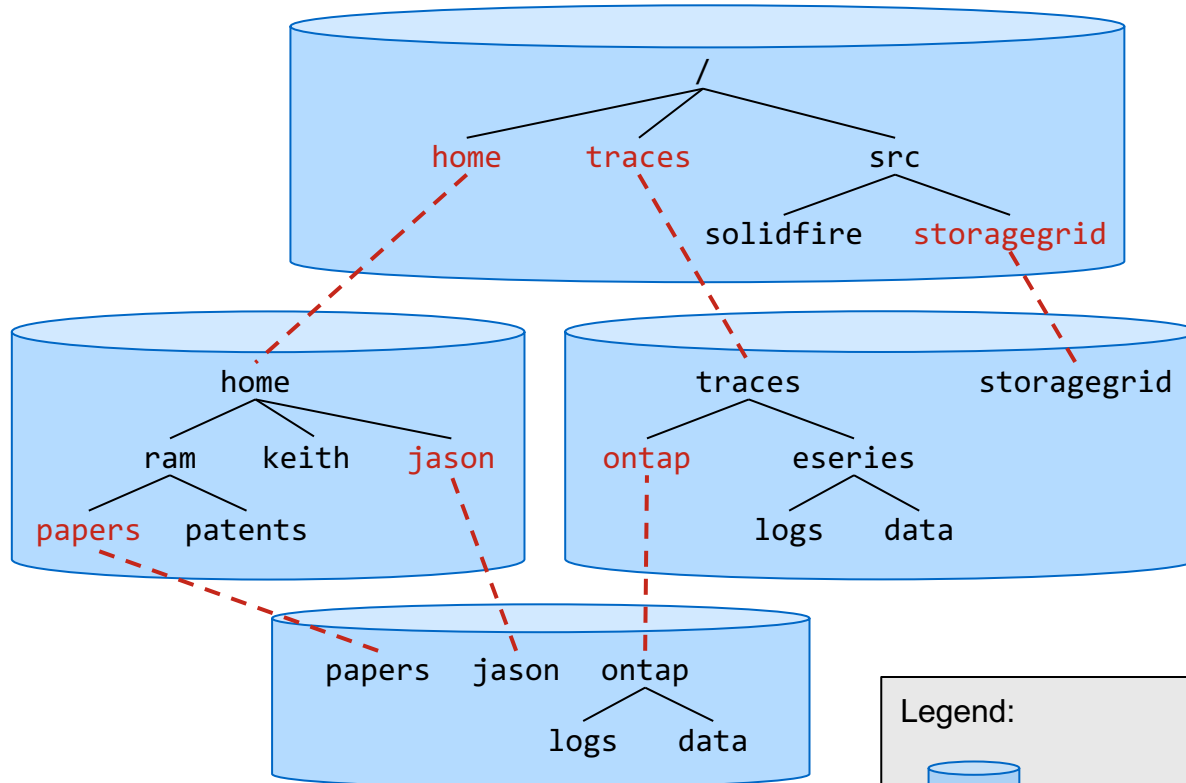 /
home traces src
solidfire storagegrid
home
ram keith jason
papers patents
traces storagegrid
ontap eseries
logs data
papers jason ontap
logs data
Legend: